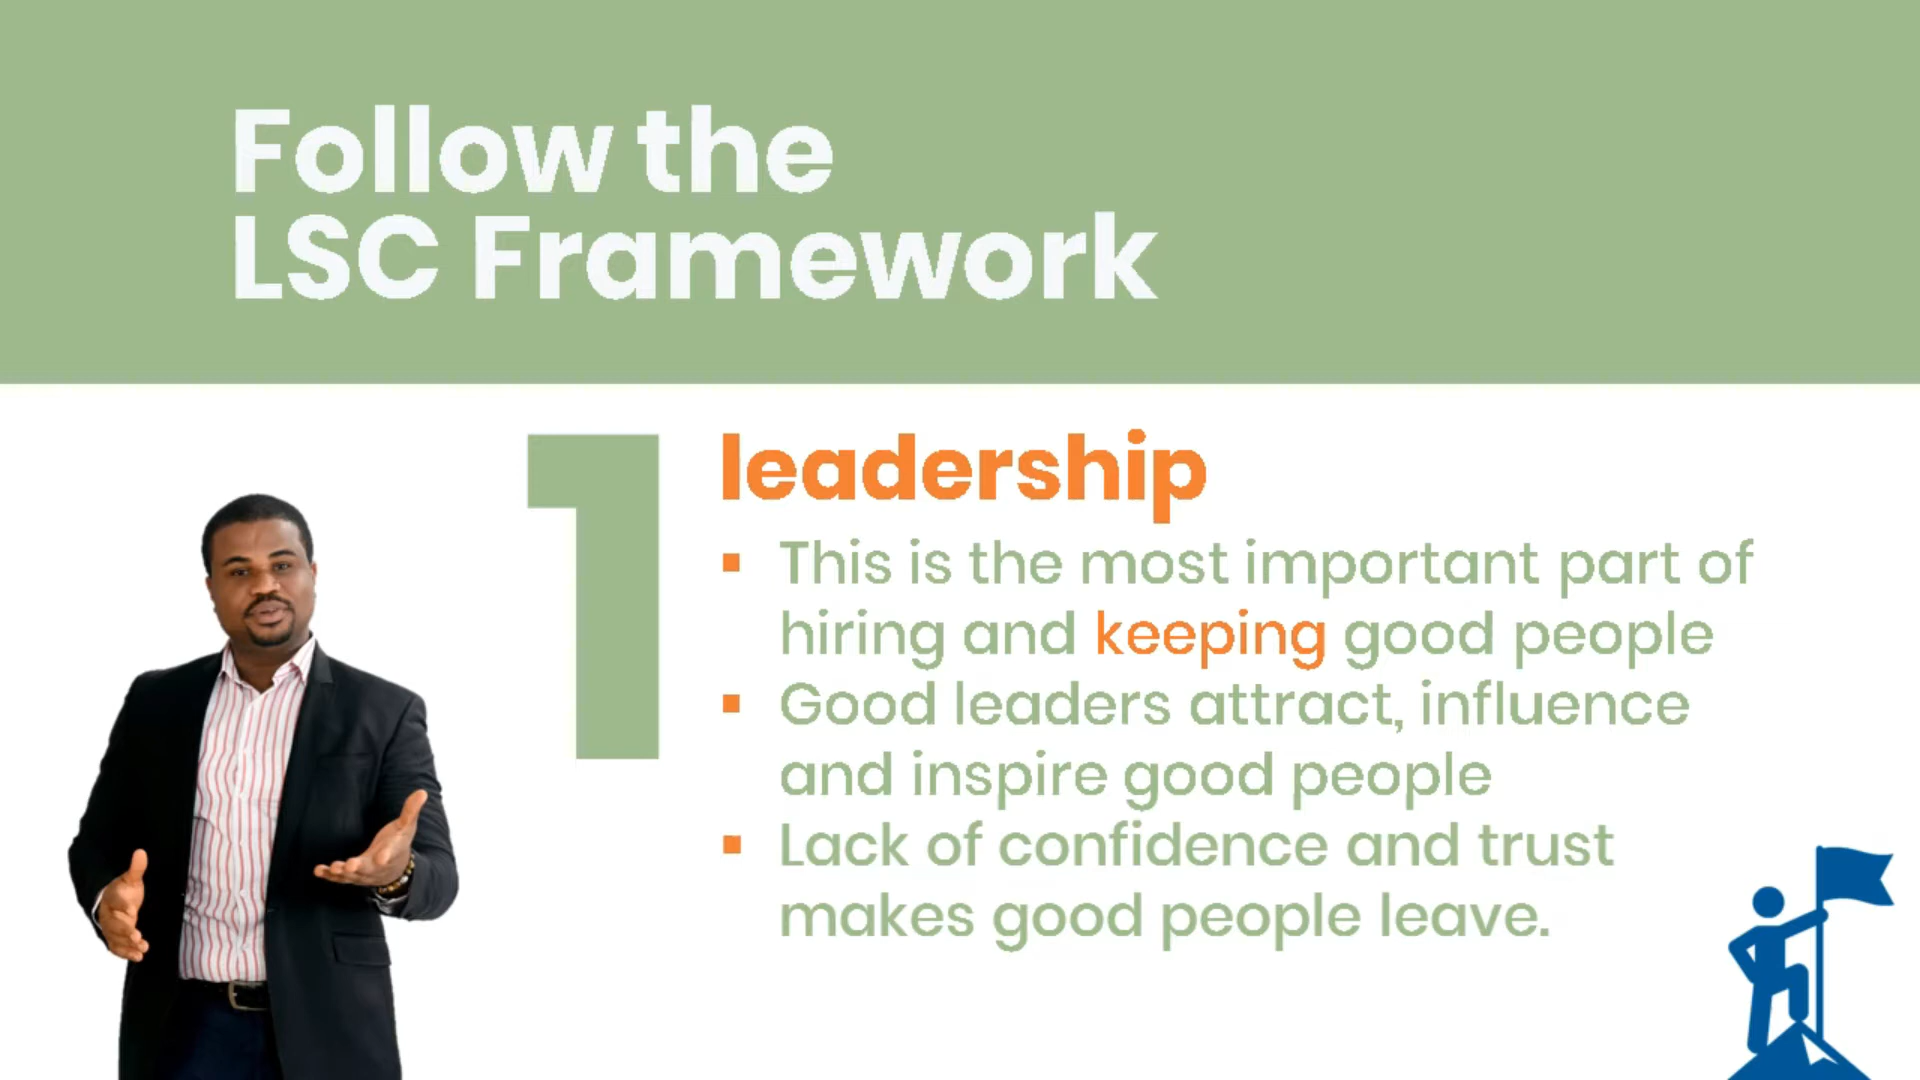 Follow the
LSC Framework
1
leadership
▪ This is the most important part of
hiring and keeping good people
▪ Good leaders attract, influence
and inspire good people
▪ Lack of confidence and trust
makes good people leave.